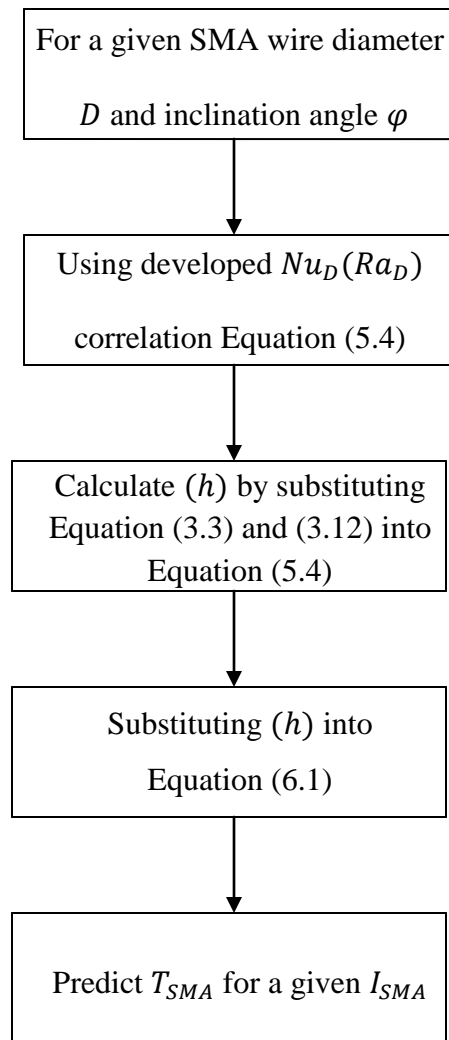 For a given SMA wire diameter
D and inclination angle φ
Using developed Nu_D(Ra_D)
correlation Equation (5.4)
Calculate (h) by substituting
Equation (3.3) and (3.12) into
Equation (5.4)
Substituting (h) into
Equation (6.1)
Predict T_SMA for a given I_SMA